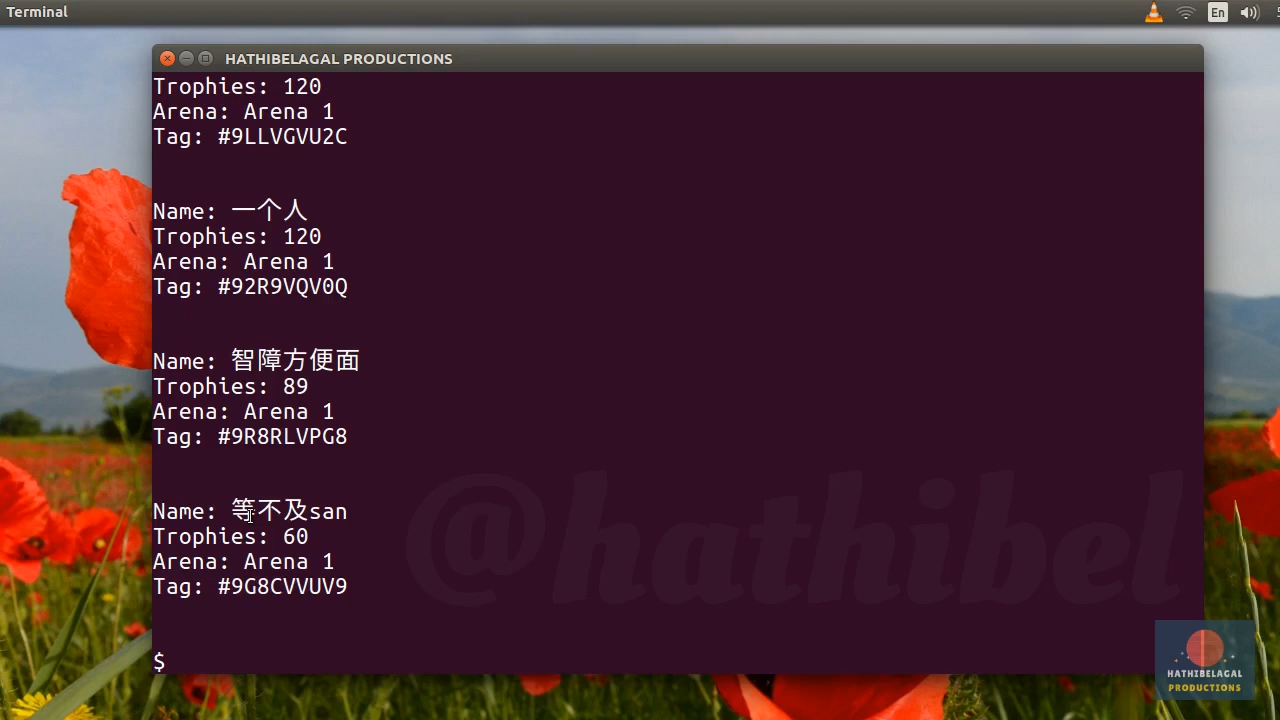 Terminal
En
HATHIBELAGAL PRODUCTIONS
Trophies: 120
Arena: Arena 1
Tag: #9LLVGVU2C
Name: 一个人
Trophies: 120
Arena: Arena 1
Tag: #92R9VQV0Q
Name: 智障方便面
Trophies: 89
Arena: Arena 1
Tag: #9R8RLVPG8
Name: 等不及san
Trophies: 60
Arena: Arena 1
Tag: #9G8CVVUV9
$
@hathibel
HATHIBELAGAL
PRODUCTIONS